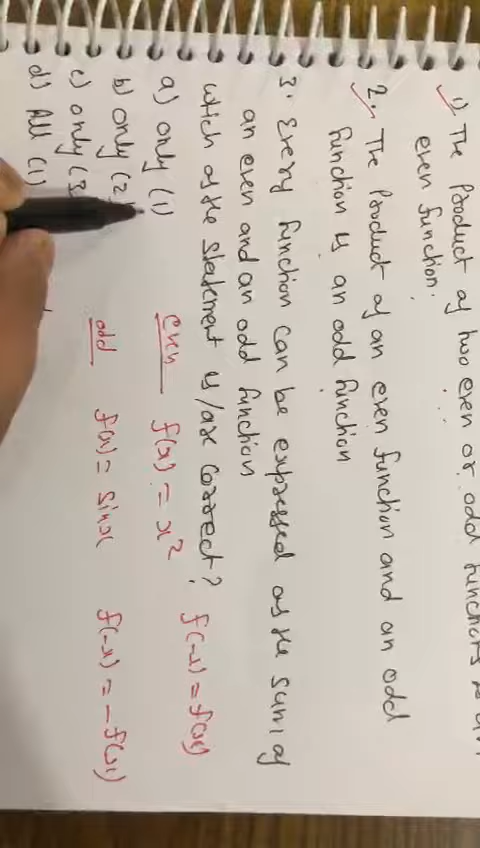 1) The Product of two even or odd functions
even function.
2. The Product of an even function and an odd
function is an odd function
3. Every function can be expressed as the sum of
an even and an odd function
which of the statement is/are correct?
a) only (1)
b) only (2
c) only (3
d) All (1)
even f(x) = x² f(-x) = f(x)
odd f(x) = sinx f(-x) = -f(x)